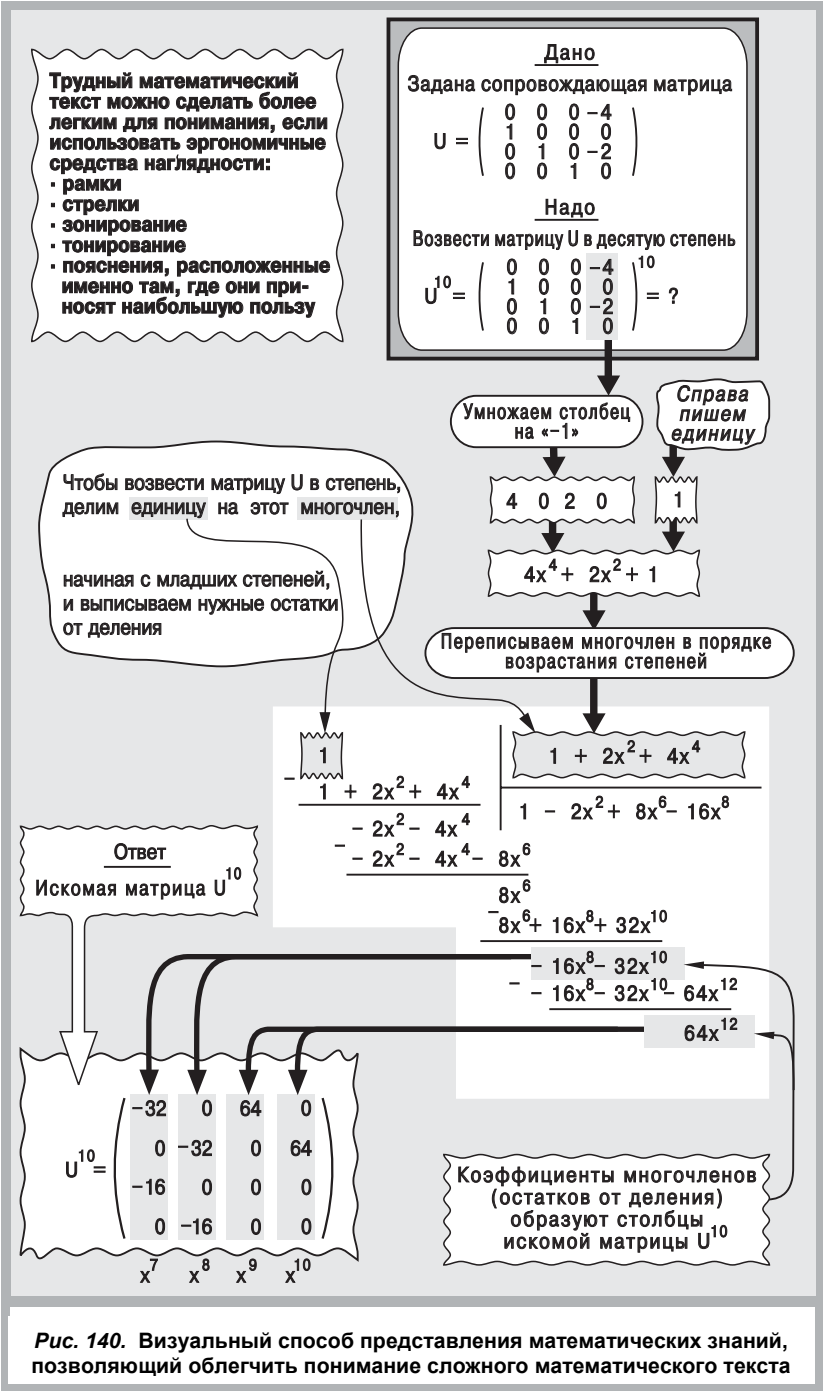 Трудный математический
текст можно сделать более
легким для понимания, если
использовать эргономичные
средства наглядности:
· рамки
· стрелки
· зонирование
· тонирование
· пояснения, расположенные
именно там, где они при-
носят наибольшую пользу
Дано
Задана сопровождающая матрица
0 0 0 −4
1 0 0 0
U =
0 1 0 −2
0 0 1 0
Надо
Возвести матрицу U в десятую степень
0 0 0 −4
1 0 0 0
U¹⁰ = ( )¹⁰ = ?
0 1 0 −2
0 0 1 0
Умножаем столбец
на «−1»
Справа
пишем
единицу
4 0 2 0
1
4x⁴ + 2x² + 1
Переписываем многочлен в порядке
возрастания степеней
Чтобы возвести матрицу U в степень,
делим единицу на этот многочлен,
начиная с младших степеней,
и выписываем нужные остатки
от деления
1
1 + 2x² + 4x⁴
− 1 + 2x² + 4x⁴
1 − 2x² + 8x⁶ − 16x⁸
− 2x² − 4x⁴
− − 2x² − 4x⁴ − 8x⁶
8x⁶
− 8x⁶ + 16x⁸ + 32x¹⁰
− 16x⁸ − 32x¹⁰
− − 16x⁸ − 32x¹⁰ − 64x¹²
64x¹²
Ответ
Искомая матрица U¹⁰
−32 0 64 0
0 −32 0 64
U¹⁰ =
−16 0 0 0
0 −16 0 0
x⁷ x⁸ x⁹ x¹⁰
Коэффициенты многочленов
(остатков от деления)
образуют столбцы
искомой матрицы U¹⁰
Рис. 140. Визуальный способ представления математических знаний,
позволяющий облегчить понимание сложного математического текста